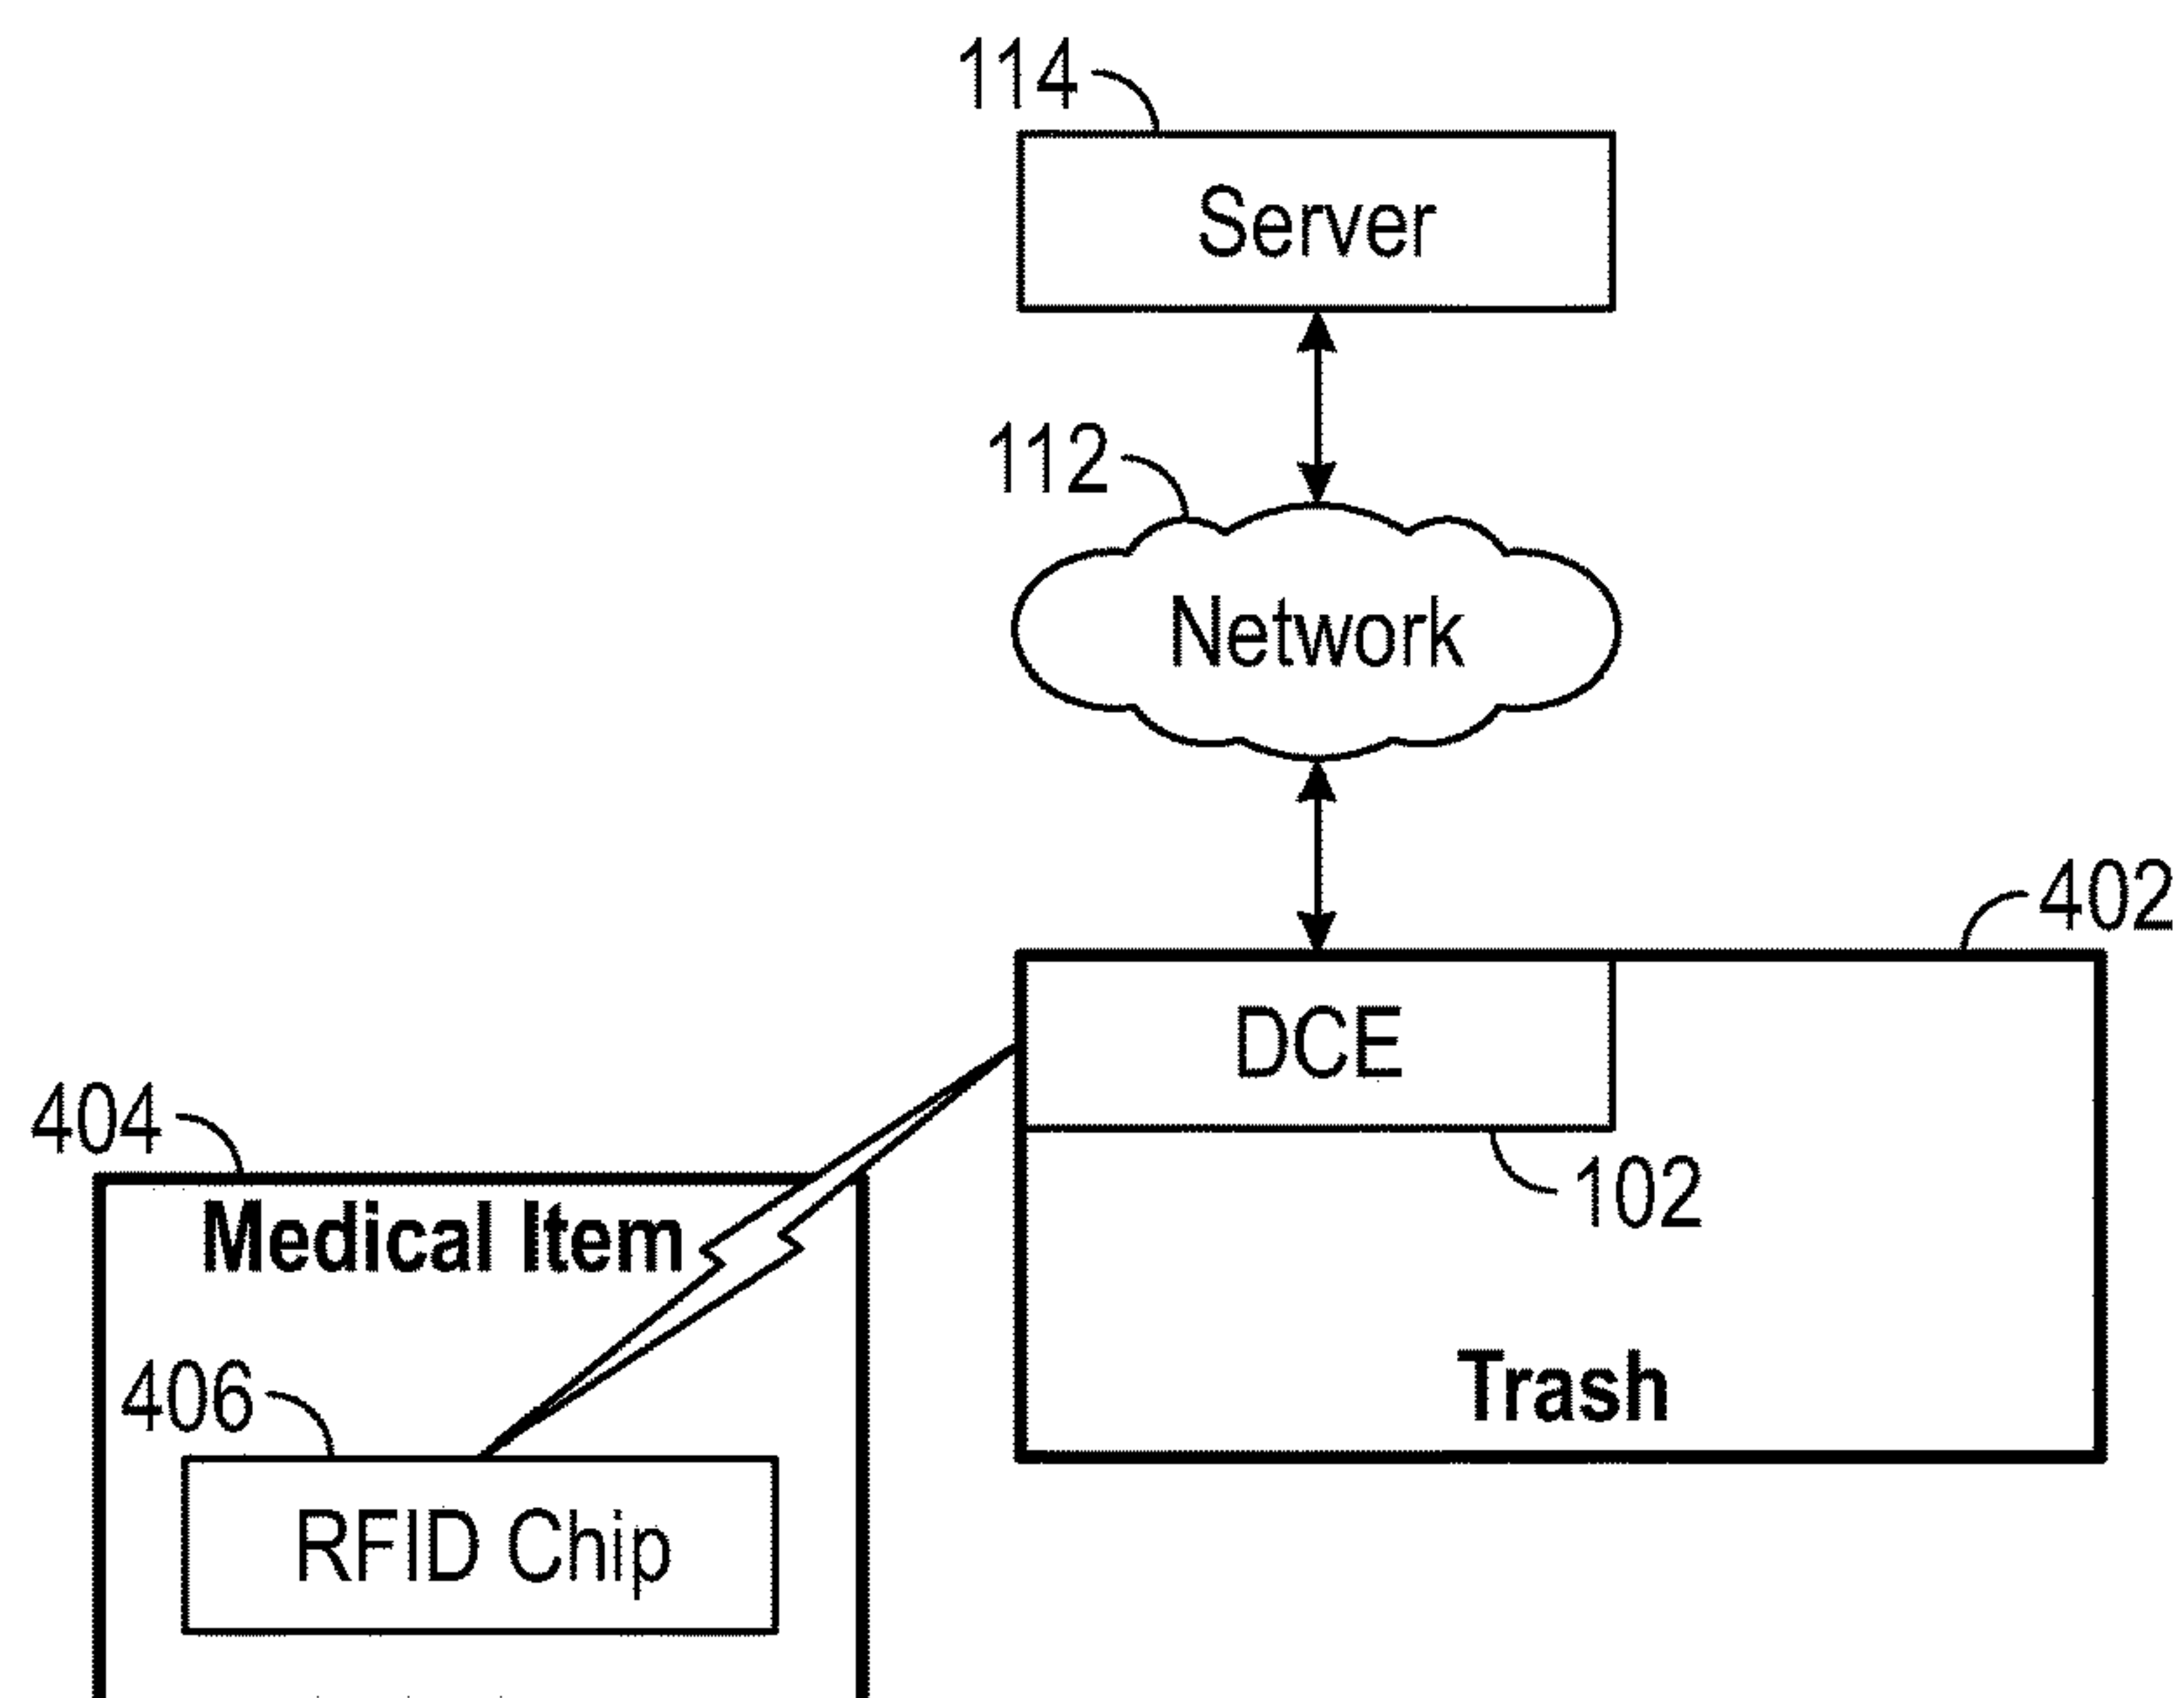 114
Server
112
Network
402
DCE
404
102
Medical Item
Trash
406
RFID Chip